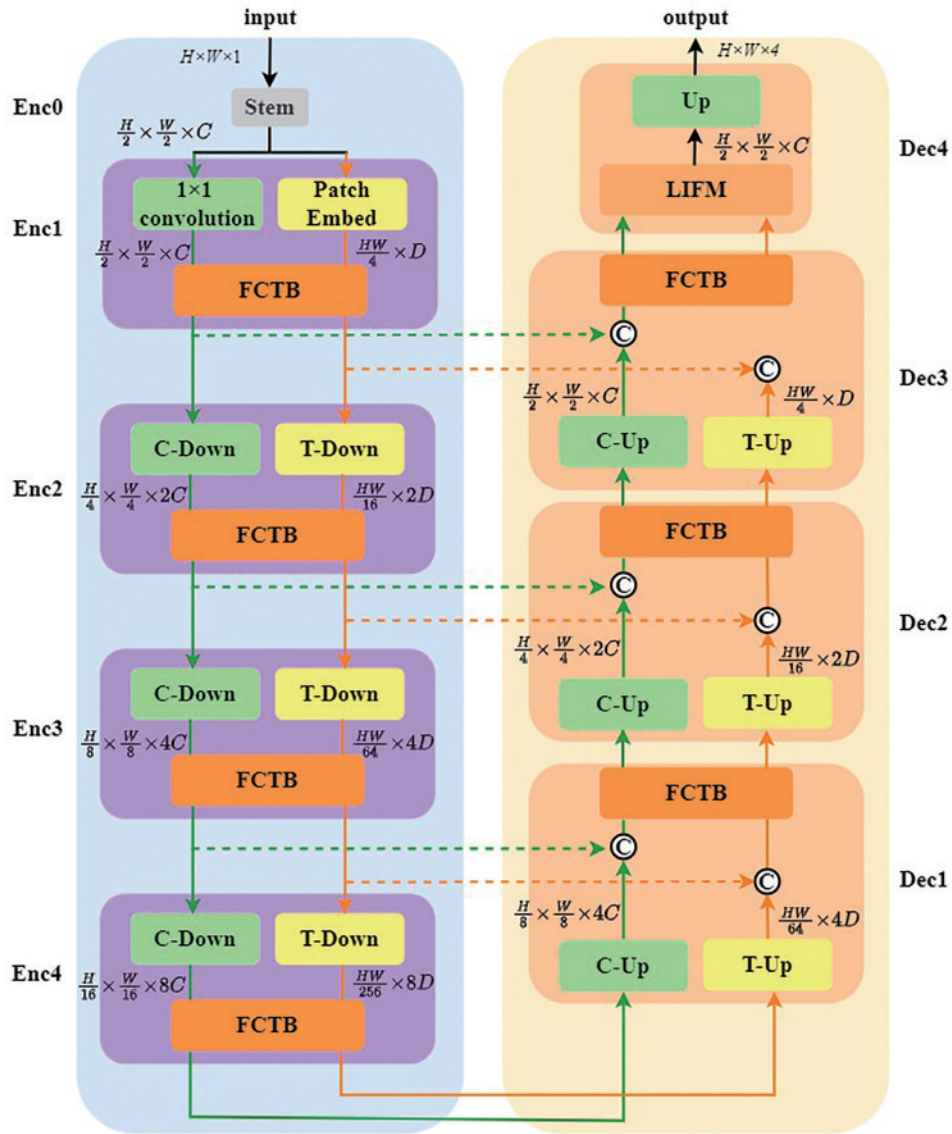 input
H×W×1
Enc0
Stem
H/2 × W/2 × C
Enc1
1×1 convolution
Patch Embed
H/2 × W/2 × C
HW/4 × D
FCTB
Enc2
C-Down
T-Down
H/4 × W/4 × 2C
HW/16 × 2D
FCTB
Enc3
C-Down
T-Down
H/8 × W/8 × 4C
HW/64 × 4D
FCTB
Enc4
C-Down
T-Down
H/16 × W/16 × 8C
HW/256 × 8D
FCTB
output
H×W×4
Up
H/2 × W/2 × C
Dec4
LIFM
FCTB
C
C
Dec3
H/2 × W/2 × C
HW/4 × D
C-Up
T-Up
FCTB
C
C
Dec2
H/4 × W/4 × 2C
HW/16 × 2D
C-Up
T-Up
FCTB
C
C
Dec1
H/8 × W/8 × 4C
HW/64 × 4D
C-Up
T-Up